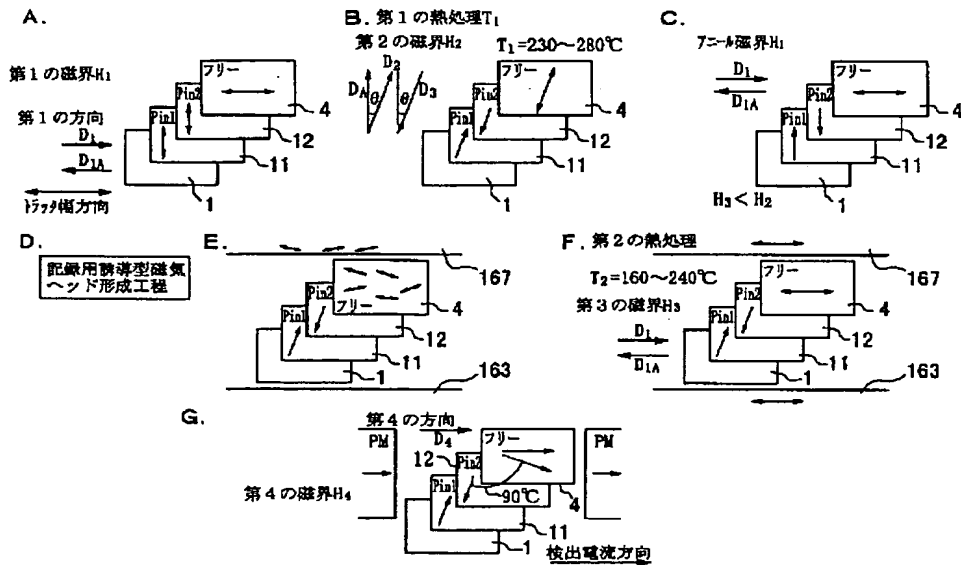 A.
第1の磁界H1
第1の方向
D1
D1A
トラック幅方向
フリー
Pin2
Pin1
4
12
11
1
B. 第1の熱処理T1
第2の磁界H2
T1=230〜280℃
D2
DA
θ
θ
D3
フリー
Pin2
Pin1
4
12
11
1
C.
アニール磁界H1
D1
D1A
フリー
Pin2
Pin1
4
12
11
1
H3<H2
D.
記録用誘導型磁気
ヘッド形成工程
E.
167
Pin2
フリー
Pin1
4
12
11
1
163
F. 第2の熱処理
T2=160〜240℃
第3の磁界H3
D1
D1A
167
フリー
Pin2
Pin1
4
12
11
1
163
G.
第4の方向
D4
PM
フリー
PM
12
Pin2
Pin1
第4の磁界H4
90℃
4
11
1
検出電流方向